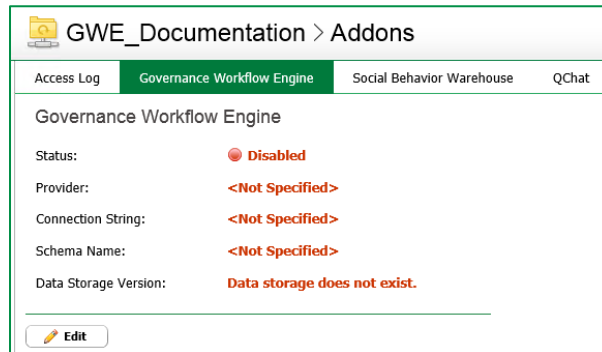 GWE_Documentation > Addons
Access Log Governance Workflow Engine Social Behavior Warehouse QChat
Governance Workflow Engine
Status: Disabled
Provider: <Not Specified>
Connection String: <Not Specified>
Schema Name: <Not Specified>
Data Storage Version: Data storage does not exist.
Edit